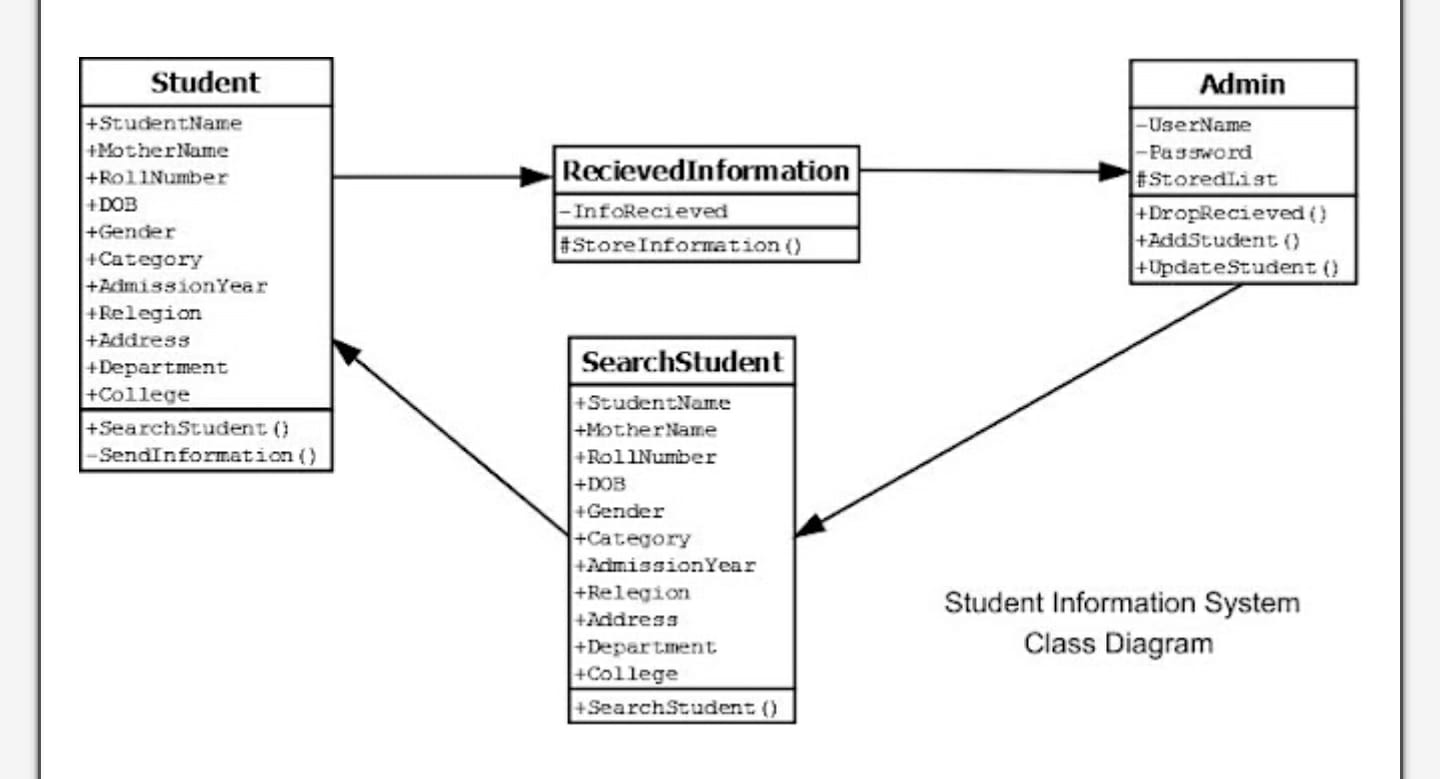 Student
+StudentName
+MotherName
+RollNumber
+DOB
+Gender
+Category
+AdmissionYear
+Relegion
+Address
+Department
+College
+SearchStudent()
-SendInformation()
RecievedInformation
-InfoRecieved
#StoreInformation()
Admin
-UserName
-Password
#StoredList
+DropRecieved()
+AddStudent()
+UpdateStudent()
SearchStudent
+StudentName
+MotherName
+RollNumber
+DOB
+Gender
+Category
+AdmissionYear
+Relegion
+Address
+Department
+College
+SearchStudent()
Student Information System
Class Diagram